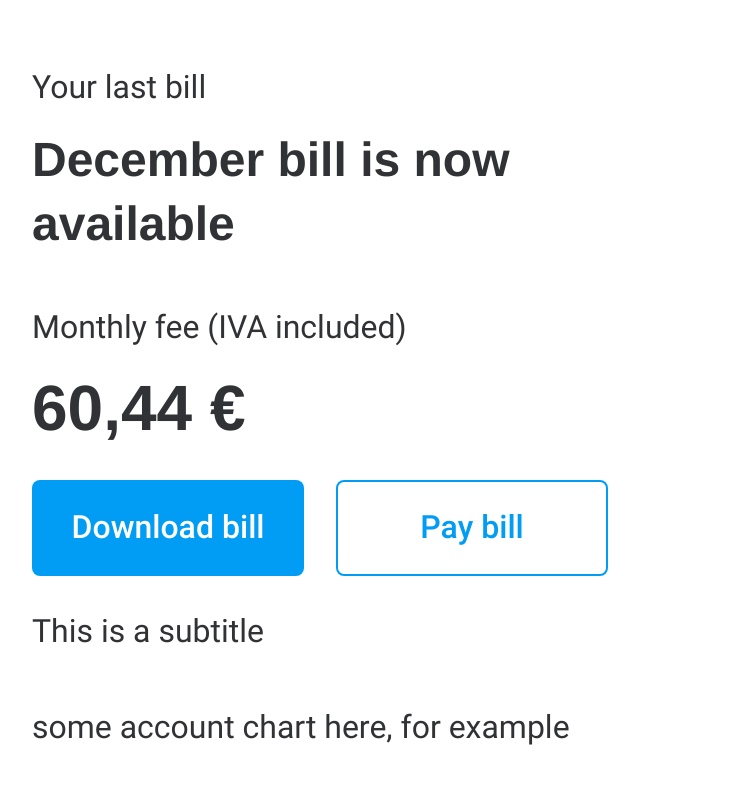 Your last bill
December bill is now
available
Monthly fee (IVA included)
60,44 €
Download bill
Pay bill
This is a subtitle
some account chart here, for example